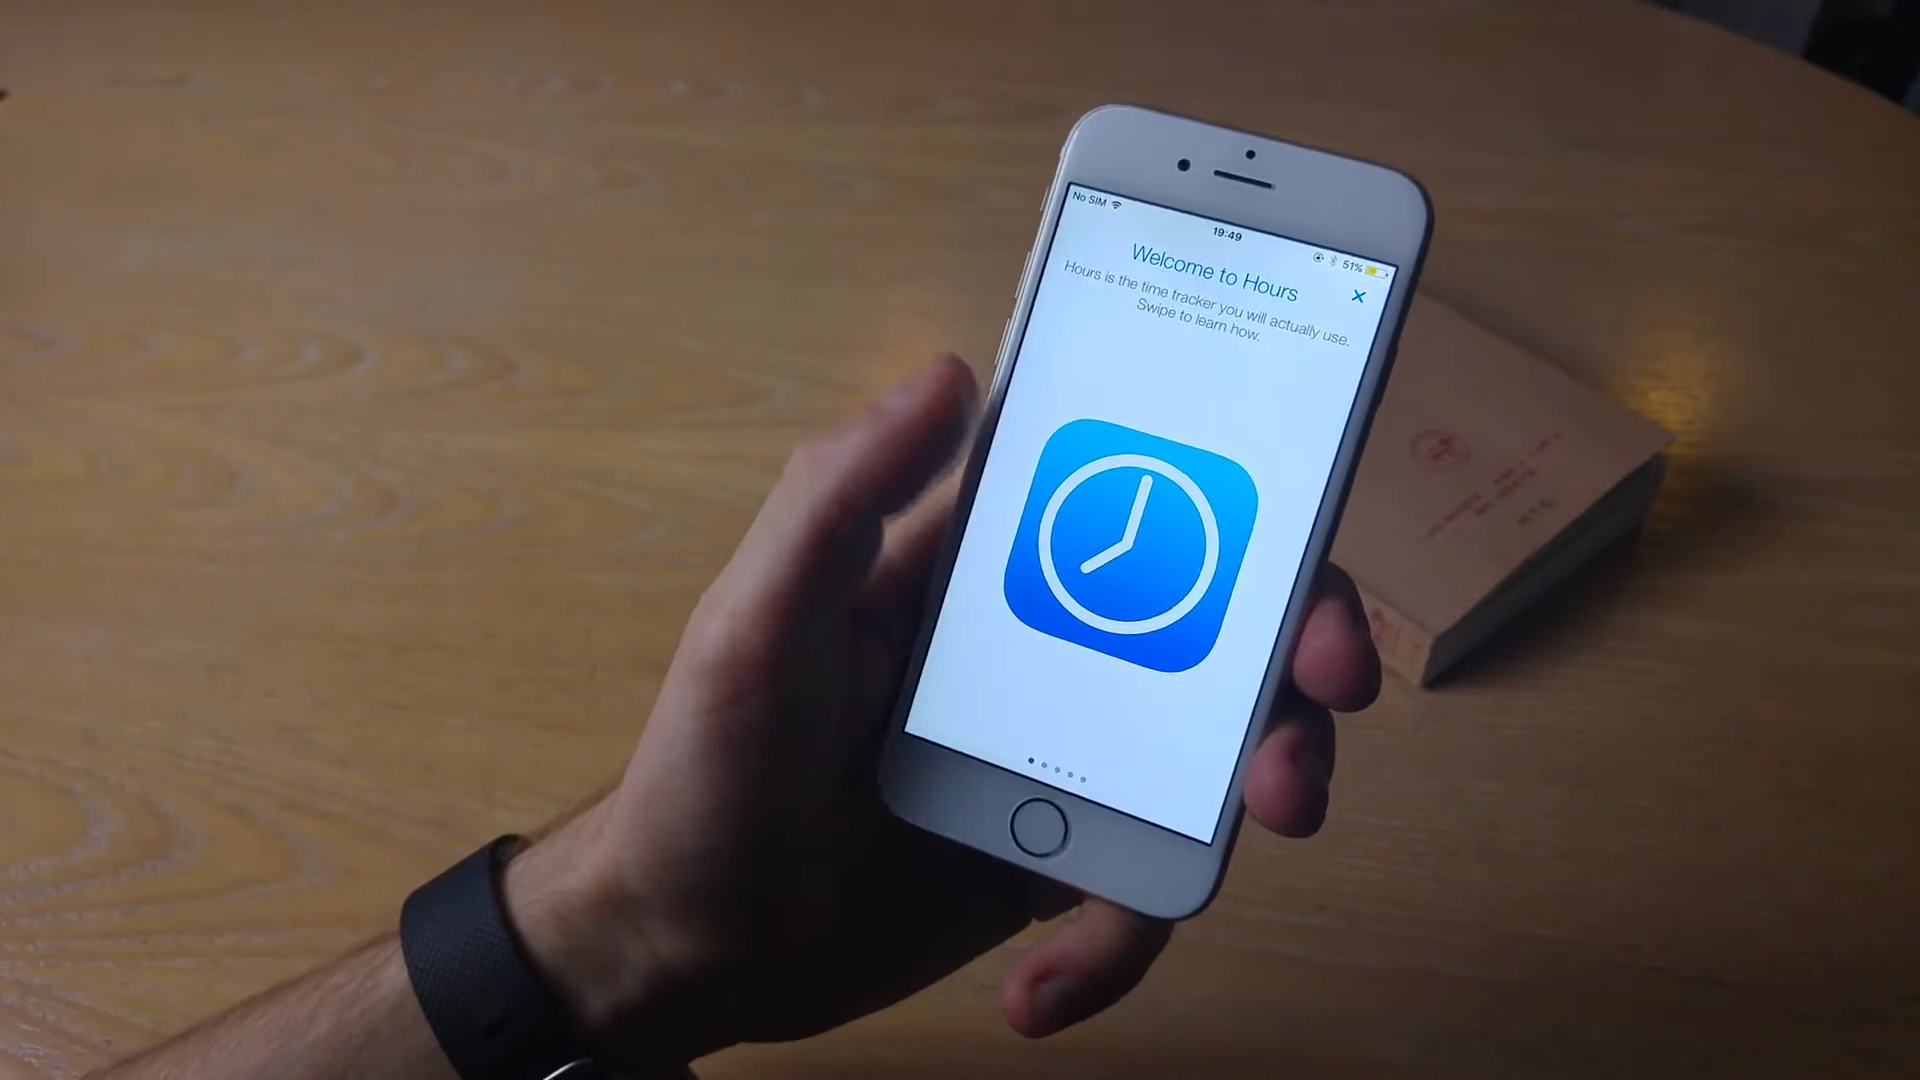 No SIM
19:49
51%
Welcome to Hours
Hours is the time tracker you will actually use.
Swipe to learn how.